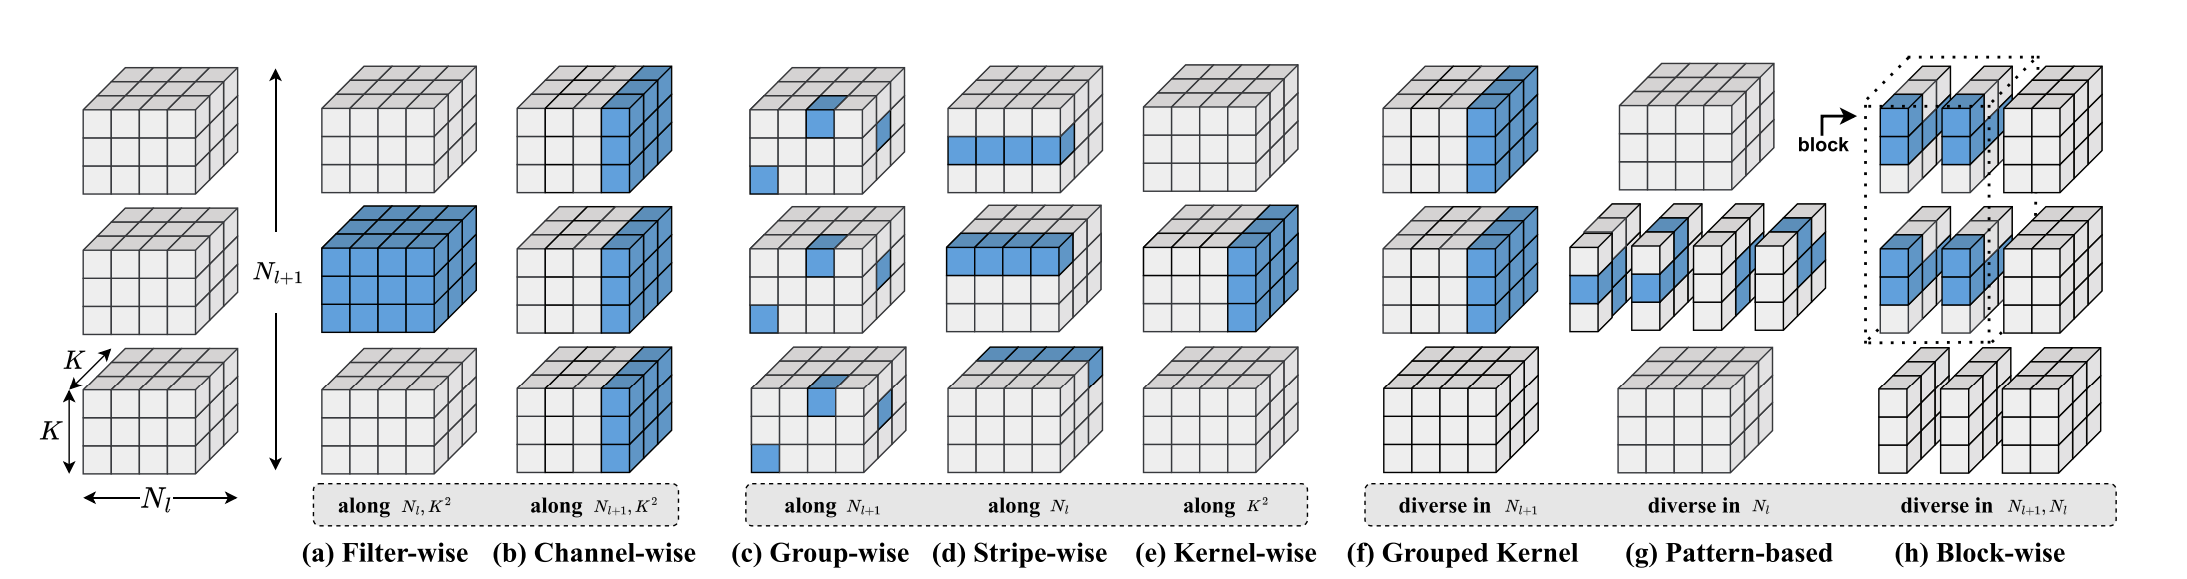 block
N_{l+1}
K
K
N_l
along N_l, K^2
along N_{l+1}, K^2
along N_{l+1}
along N_l
along K^2
diverse in N_{l+1}
diverse in N_l
diverse in N_{l+1}, N_l
(a) Filter-wise
(b) Channel-wise
(c) Group-wise
(d) Stripe-wise
(e) Kernel-wise
(f) Grouped Kernel
(g) Pattern-based
(h) Block-wise